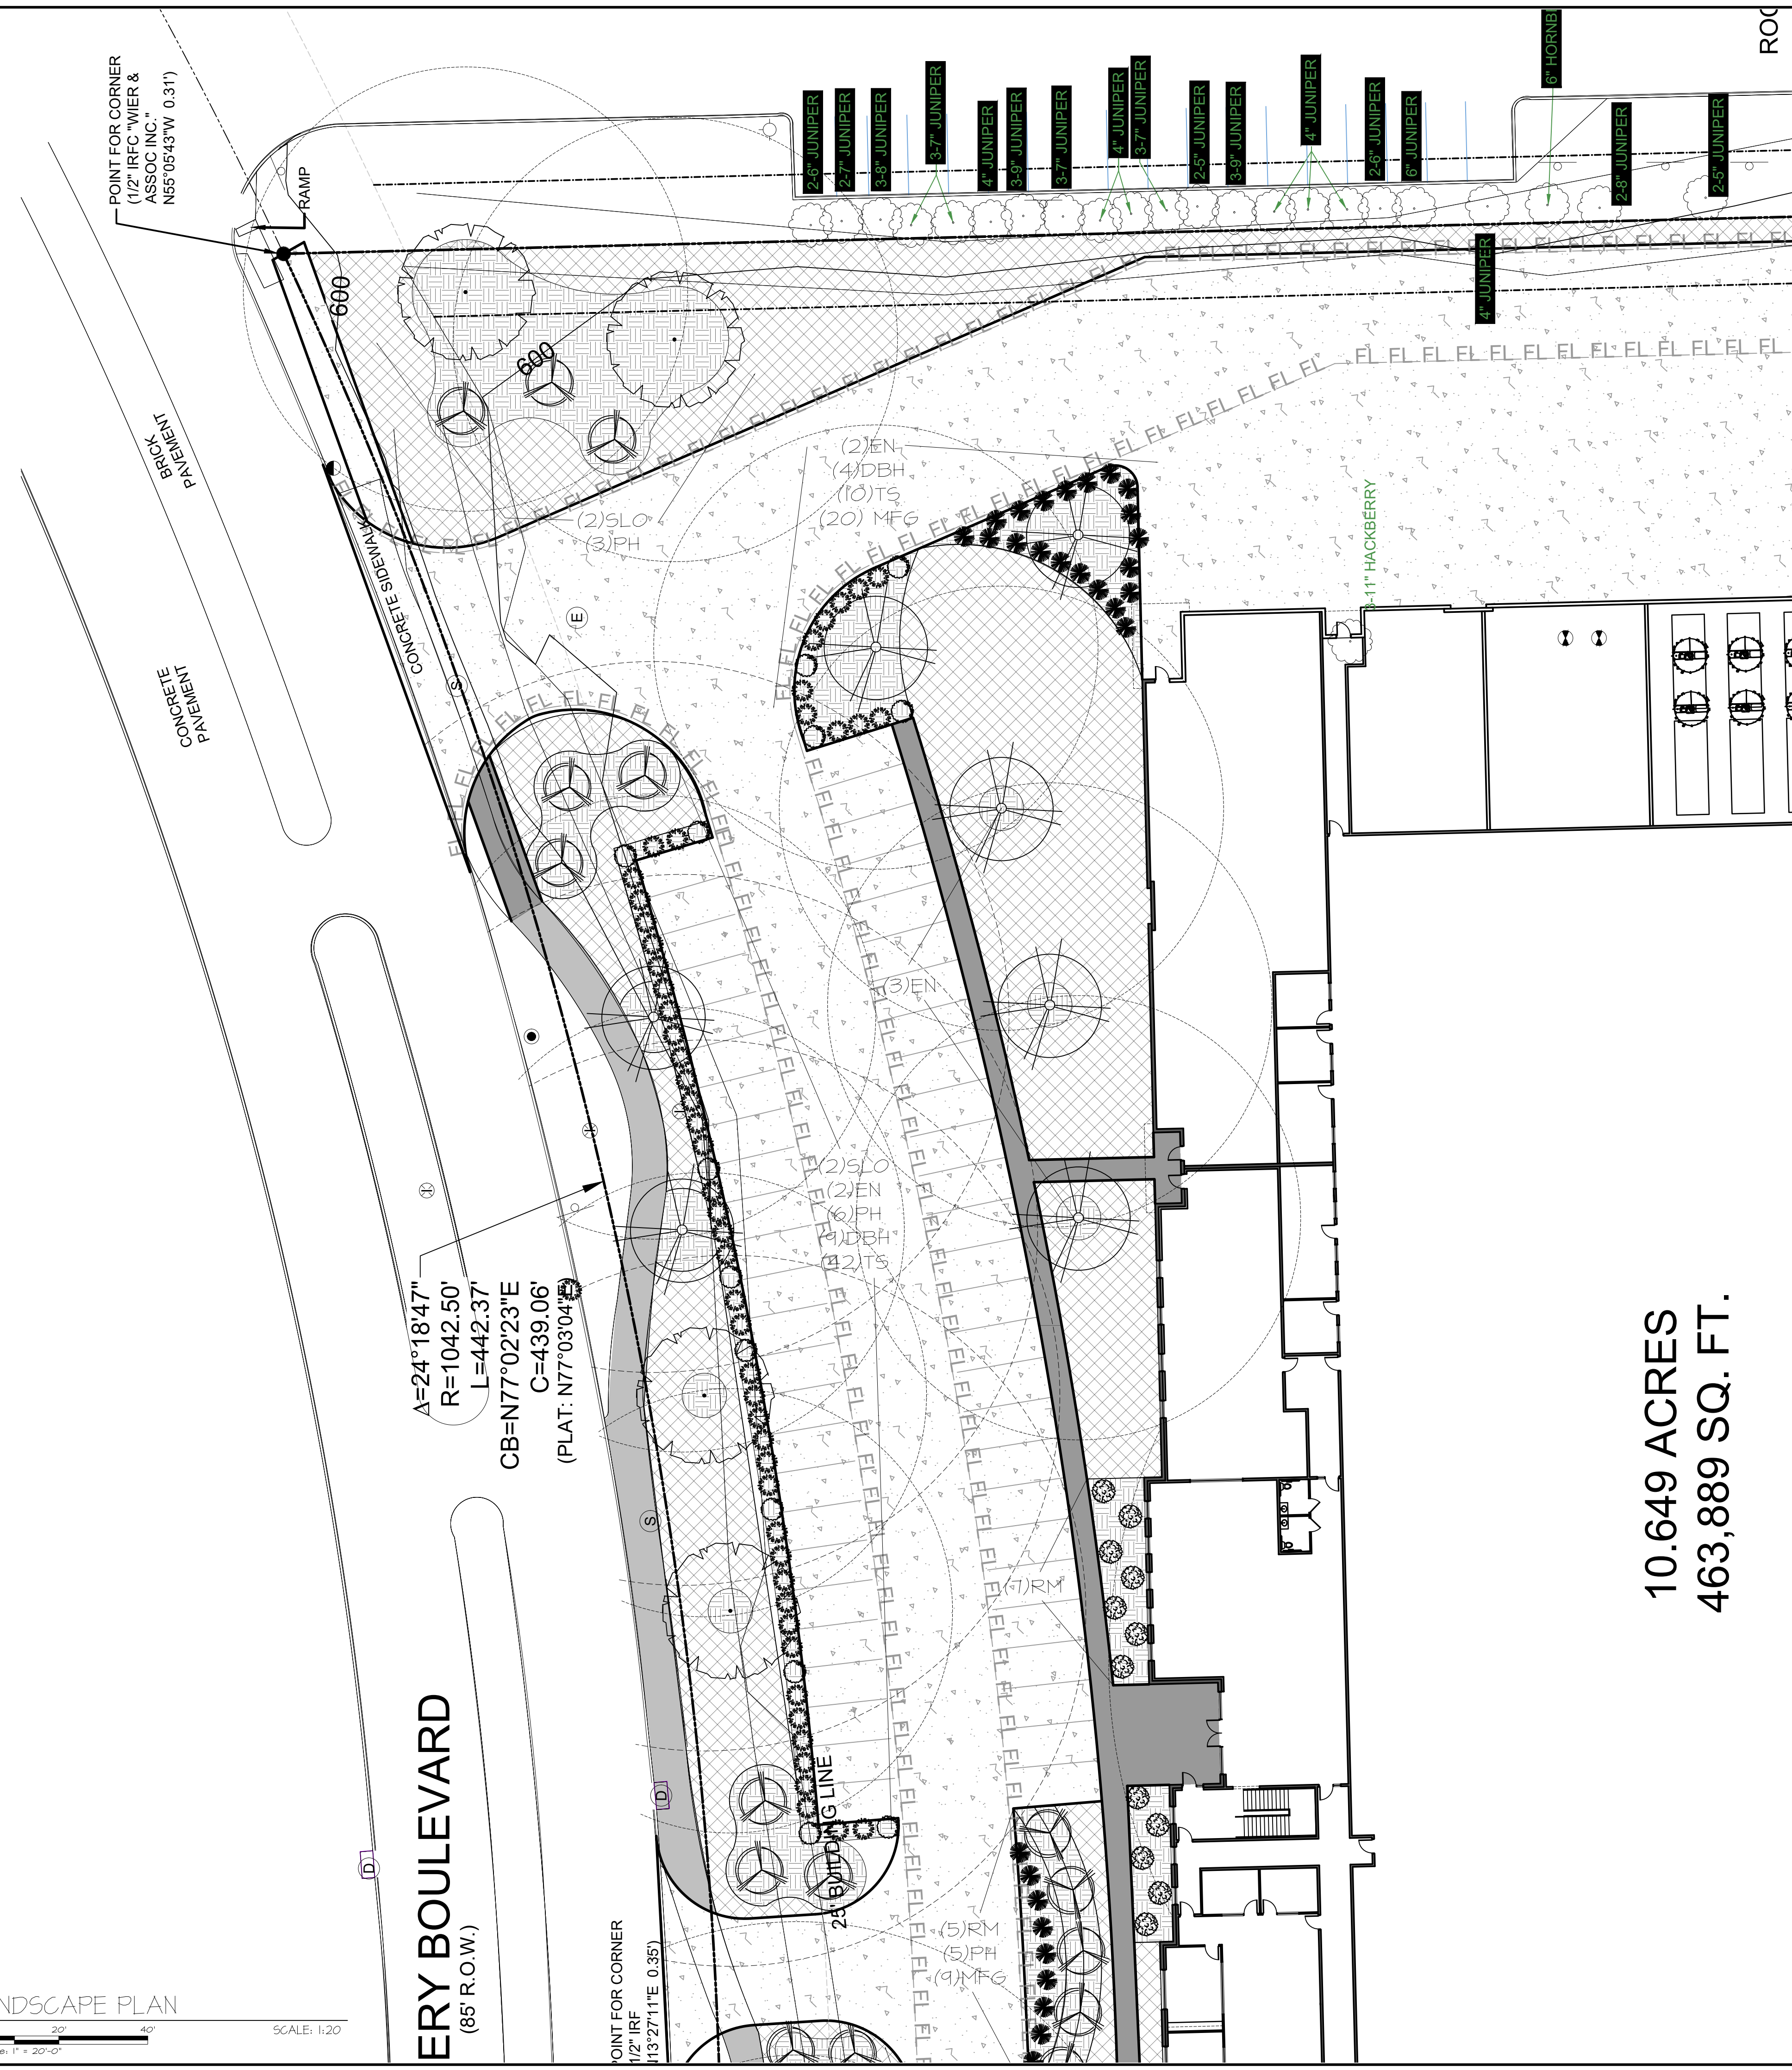 POINT FOR CORNER
(1/2" IRFC "WIER &
ASSOC INC."
N55°05'43"W 0.31')
RAMP
600
600
2-6" JUNIPER
2-7" JUNIPER
3-8" JUNIPER
3-7" JUNIPER
4" JUNIPER
3-9" JUNIPER
3-7" JUNIPER
4" JUNIPER
3-7" JUNIPER
2-5" JUNIPER
3-9" JUNIPER
4" JUNIPER
2-6" JUNIPER
6" JUNIPER
4" JUNIPER
6" HORNB
2-8" JUNIPER
2-5" JUNIPER
ROO
BRICK
PAVEMENT
CONCRETE
PAVEMENT
CONCRETE SIDEWALK
S
E
(2)SLO
(3)PH
(2)EN
(4)DBH
(10)TS
(20) MFG
3-11" HACKBERRY
(3)EN
(2)SLO
(2)EN
(6)PH
(9)DBH
(42)TS
Δ=24°18'47"
R=1042.50'
L=442.37'
CB=N77°02'23"E
C=439.06'
(PLAT: N77°03'04"E)
S
(7)RM
10.649 ACRES
463,889 SQ. FT.
D
D
25' BUILDING LINE
(5)RM
(5)PH
(9)MFG
ERY BOULEVARD
(85' R.O.W.)
POINT FOR CORNER
1/2" IRF
13°27'11"E 0.35')
NDSCAPE PLAN
20' 40'
SCALE: 1:20
1" = 20'-0"